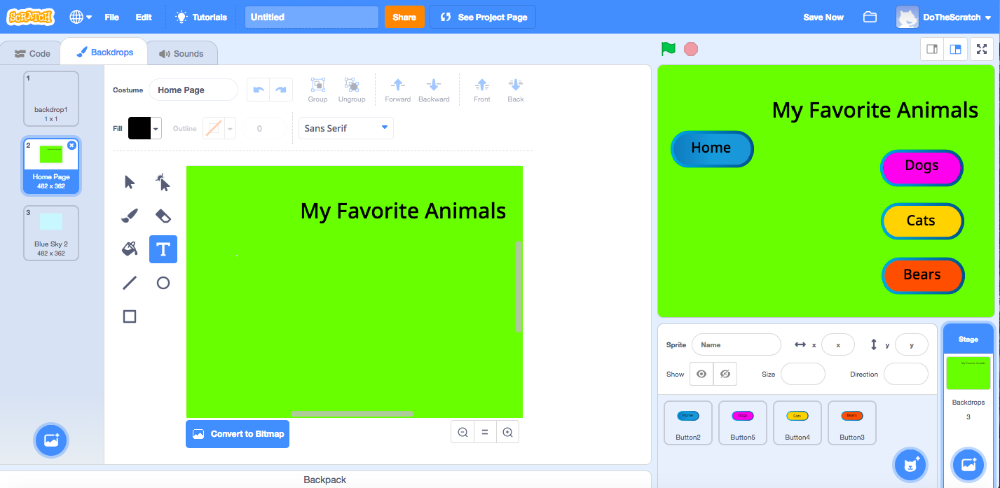 SCRATCH File Edit Tutorials Untitled Share See Project Page Save Now DoTheScratch
Code Backdrops Sounds
1
backdrop1
1 x 1
2
Home Page
482 x 362
3
Blue Sky 2
482 x 362
Costume Home Page Group Ungroup Forward Backward Front Back
Fill Outline 0 Sans Serif
T
My Favorite Animals
Convert to Bitmap
Backpack
My Favorite Animals
Home
Dogs
Cats
Bears
Sprite Name x x y y
Show Size Direction
Home Dogs Cats Bears
Button2 Button5 Button4 Button3
Stage
My Favorite Animals
Backdrops
3